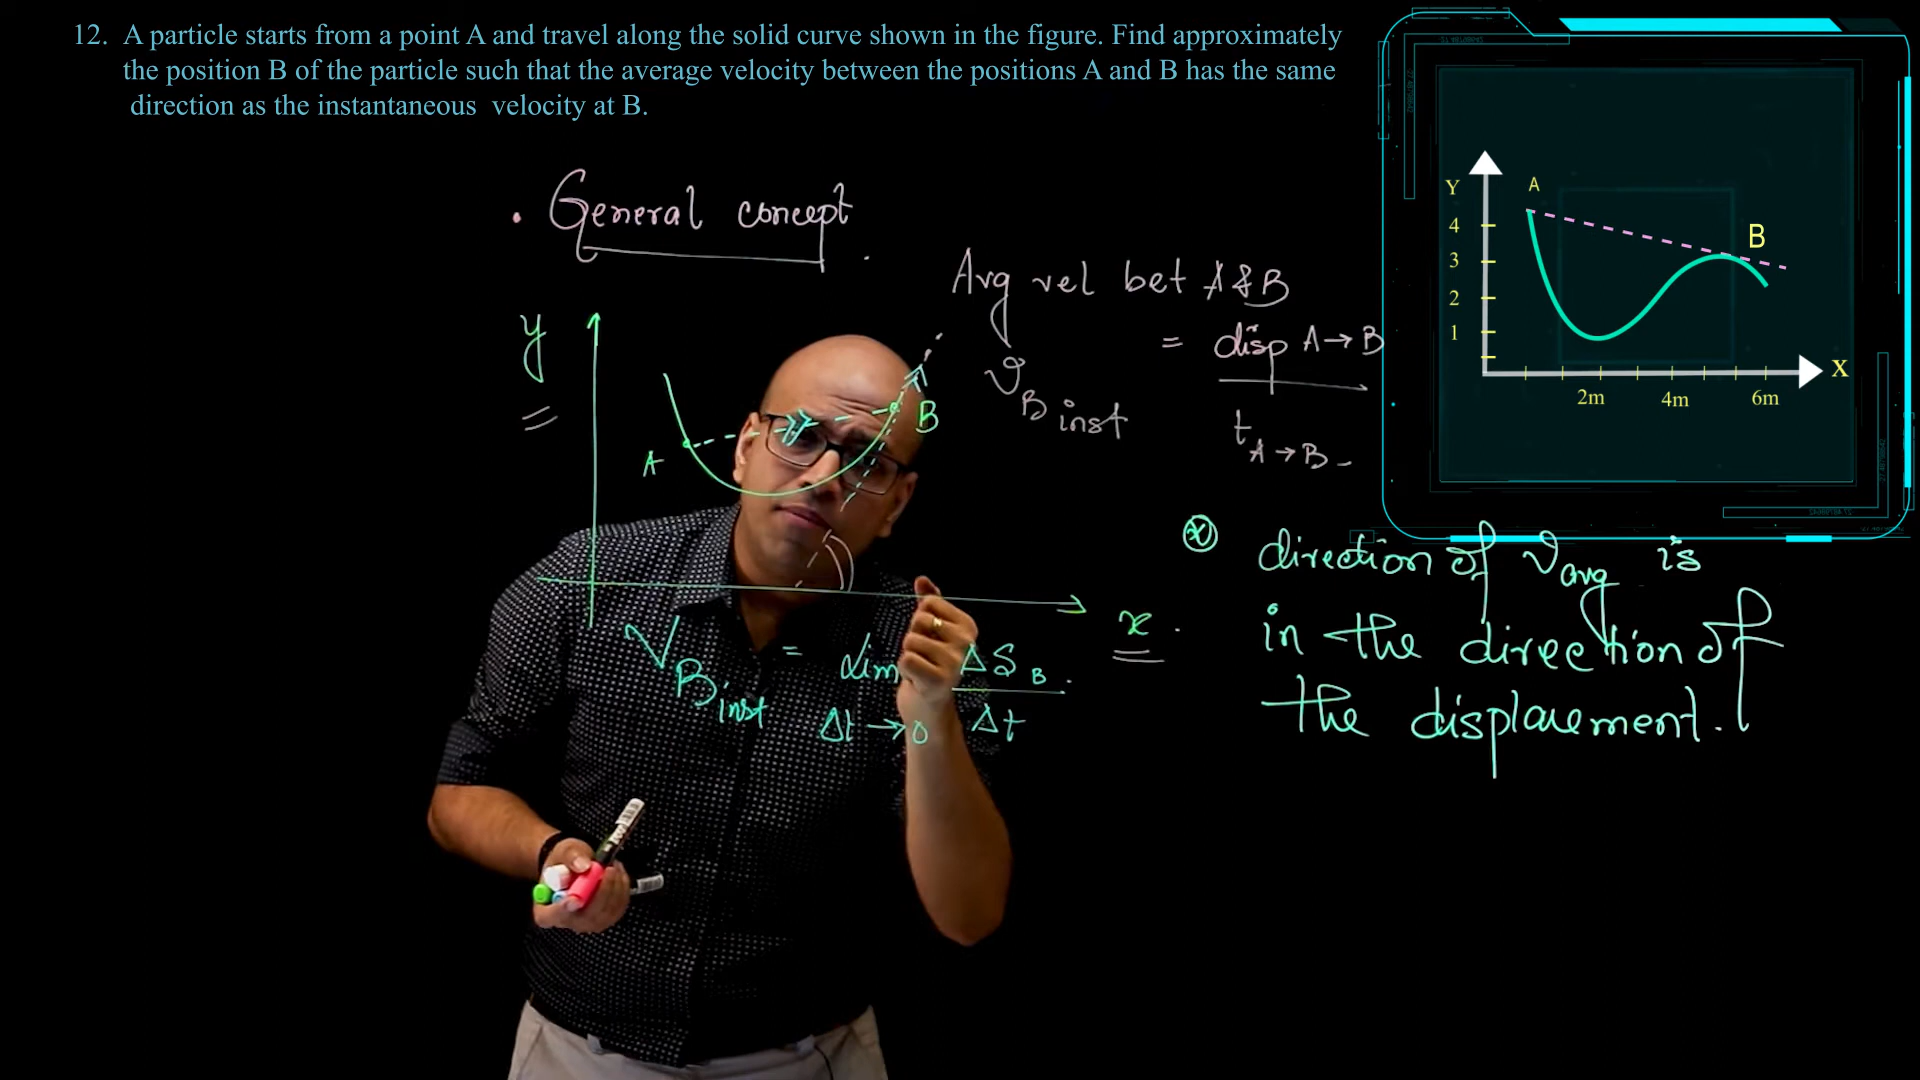 12. A particle starts from a point A and travel along the solid curve shown in the figure. Find approximately
the position B of the particle such that the average velocity between the positions A and B has the same
direction as the instantaneous velocity at B.
. General concept .
Avg vel bet A & B
= disp A→B
t A→B
ϑ B inst
y
A
B
x
V B inst = Lim ΔS B
Δt→0 Δt
Y
A
B
4
3
2
1
2m 4m 6m
X
direction of ϑavg is
in the direction of
the displacement.